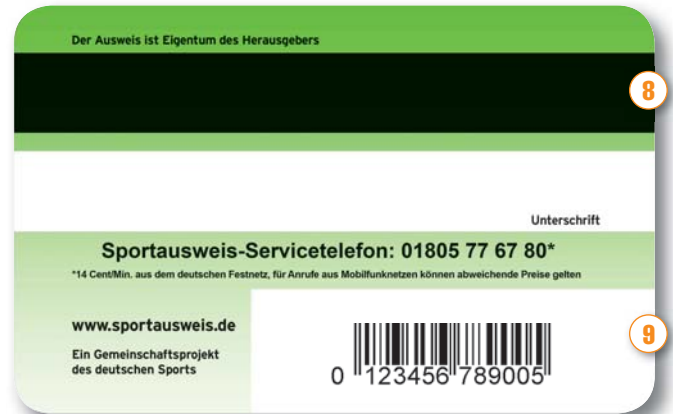 Der Ausweis ist Eigentum des Herausgebers
8
Unterschrift
Sportausweis-Servicetelefon: 01805 77 67 80*
*14 Cent/Min. aus dem deutschen Festnetz, für Anrufe aus Mobilfunknetzen können abweichende Preise gelten
www.sportausweis.de
Ein Gemeinschaftsprojekt
des deutschen Sports
9
0 123456 789005